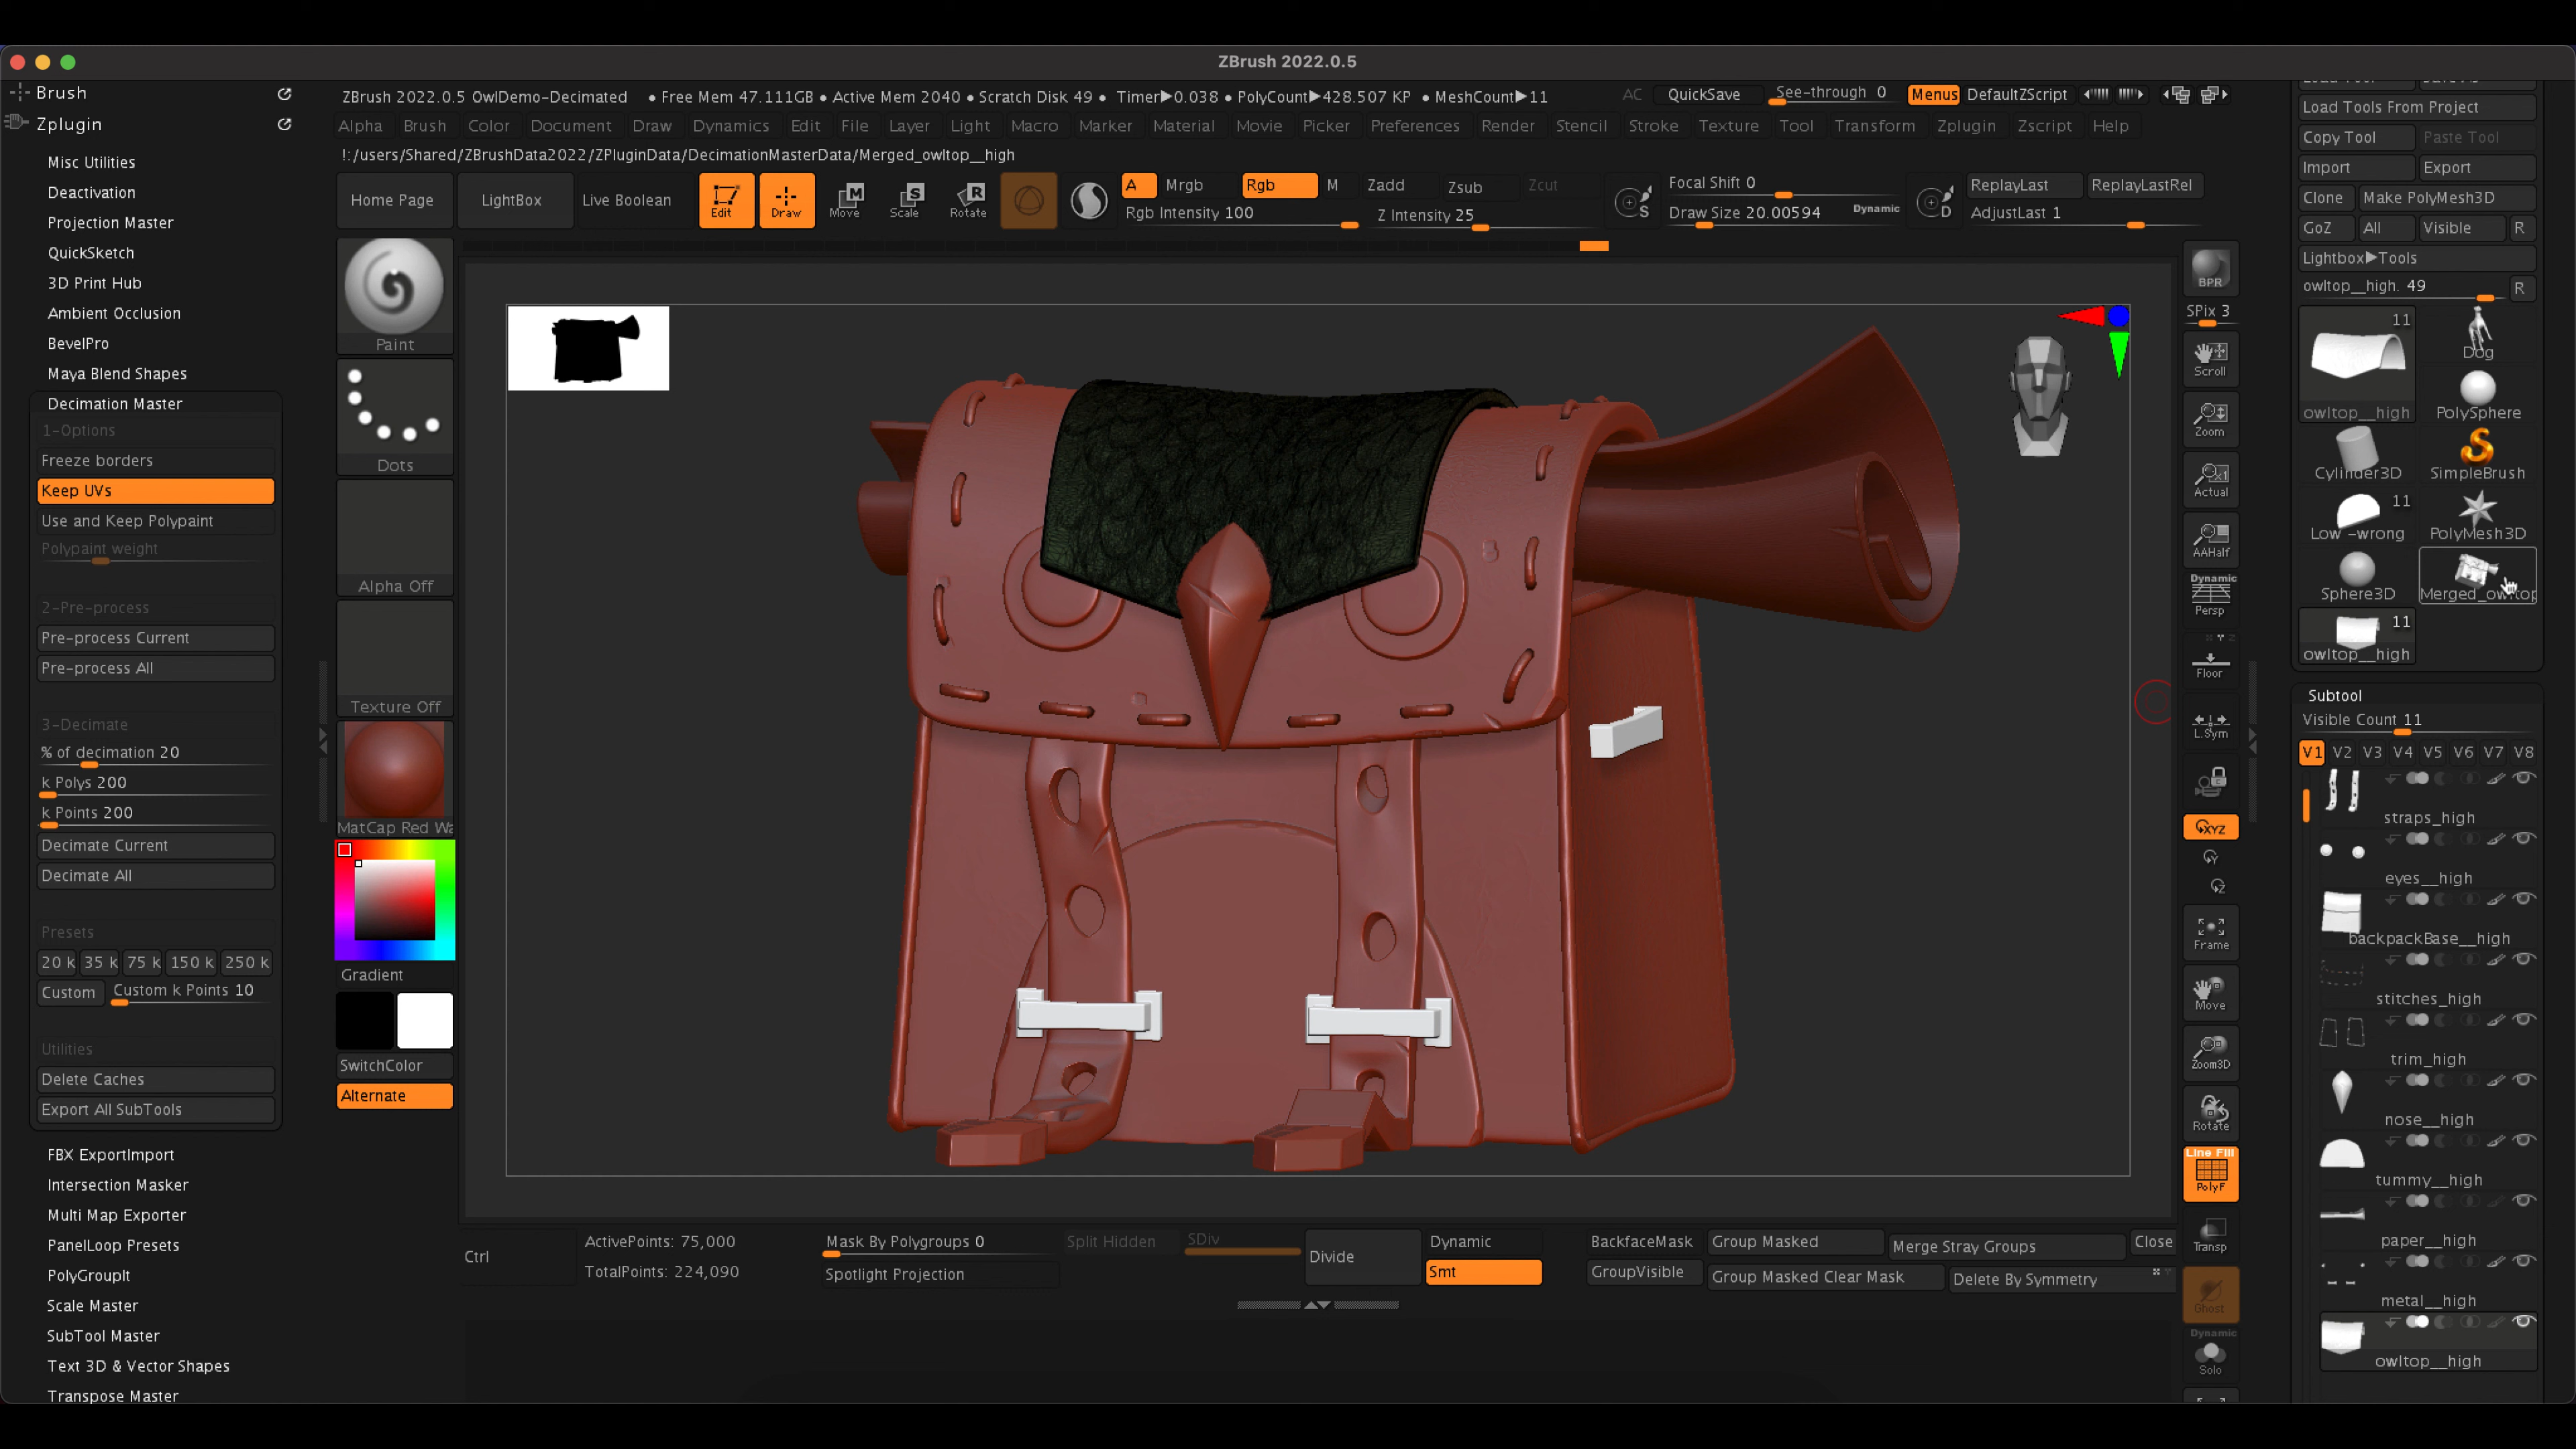 ZBrush 2022.0.5
Brush
Zplugin
Misc Utilities
Deactivation
Projection Master
QuickSketch
3D Print Hub
Ambient Occlusion
BevelPro
Maya Blend Shapes
Decimation Master
1-Options
Freeze borders
Keep UVs
Use and Keep Polypaint
Polypaint weight
2-Pre-process
Pre-process Current
Pre-process All
3-Decimate
% of decimation 20
k Polys 200
k Points 200
Decimate Current
Decimate All
Presets
20 k 35 k 75 k 150 k 250 k
Custom Custom k Points 10
Utilities
Delete Caches
Export All SubTools
FBX ExportImport
Intersection Masker
Multi Map Exporter
PanelLoop Presets
PolyGroupIt
Scale Master
SubTool Master
Text 3D & Vector Shapes
Transpose Master
ZBrush 2022.0.5 OwlDemo-Decimated • Free Mem 47.111GB • Active Mem 2040 • Scratch Disk 49 • Timer▶0.038 • PolyCount▶428.507 KP • MeshCount▶11
AC QuickSave See-through 0 Menus DefaultZScript
Alpha Brush Color Document Draw Dynamics Edit File Layer Light Macro Marker Material Movie Picker Preferences Render Stencil Stroke Texture Tool Transform Zplugin Zscript Help
!:/users/Shared/ZBrushData2022/ZPluginData/DecimationMasterData/Merged_owltop__high
Home Page LightBox Live Boolean Edit Draw Move Scale Rotate
M S R
A Mrgb Rgb M Zadd Zsub Zcut
Rgb Intensity 100 Z Intensity 25
S Focal Shift 0
Draw Size 20.00594 Dynamic
D ReplayLast ReplayLastRel
AdjustLast 1
Paint
Dots
Alpha Off
Texture Off
MatCap Red Wa
Gradient
SwitchColor
Alternate
BPR
SPix 3
Scroll
Zoom
Actual
AAHalf
Dynamic
Persp
Floor
L.Sym
XYZ
Y
Z
Frame
Move
Zoom3D
Rotate
Line Fill
PolyF
Transp
Ghost
Dynamic
Solo
Load Tools From Project
Copy Tool Paste Tool
Import Export
Clone Make PolyMesh3D
GoZ All Visible R
Lightbox▶Tools
owltop__high. 49 R
11
owltop__high
Dog
PolySphere
Cylinder3D SimpleBrush
11
Low -wrong PolyMesh3D
Sphere3D Merged_owltop
11
owltop__high
Subtool
Visible Count 11
V1 V2 V3 V4 V5 V6 V7 V8
straps_high
eyes__high
backpackBase__high
stitches_high
trim_high
nose__high
tummy__high
paper__high
metal__high
owltop__high
Ctrl
ActivePoints: 75,000
TotalPoints: 224,090
Mask By Polygroups 0
Spotlight Projection
Split Hidden
SDiv
Divide
Dynamic
Smt
BackfaceMask
GroupVisible
Group Masked
Group Masked Clear Mask
Merge Stray Groups
Delete By Symmetry
Close